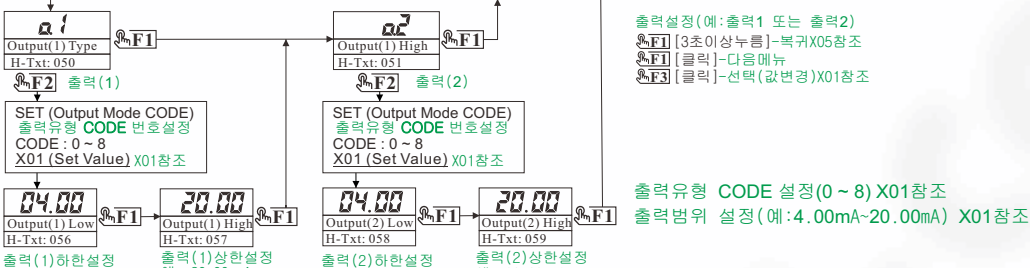 o.1
Output(1) Type
H-Txt: 050
F1
F2 출력(1)
SET (Output Mode CODE)
출력유형 CODE 번호설정
CODE : 0 ~ 8
X01 (Set Value) X01참조
04.00
Output(1) Low
H-Txt: 056
F1
출력(1)하한설정
20.00
Output(1) High
H-Txt: 057
F1
출력(1)상한설정
o.2
Output(1) High
H-Txt: 051
F1
F2 출력(2)
SET (Output Mode CODE)
출력유형 CODE 번호설정
CODE : 0 ~ 8
X01 (Set Value) X01참조
04.00
Output(2) Low
H-Txt: 058
F1
출력(2)하한설정
20.00
Output(2) High
H-Txt: 059
F1
출력(2)상한설정
출력설정(예:출력1 또는 출력2)
F1 [3초이상누름]-복귀X05참조
F1 [클릭]-다음메뉴
F3 [클릭]-선택(값변경)X01참조
출력유형 CODE 설정(0 ~ 8) X01참조
출력범위 설정(예:4.00mA~20.00mA) X01참조